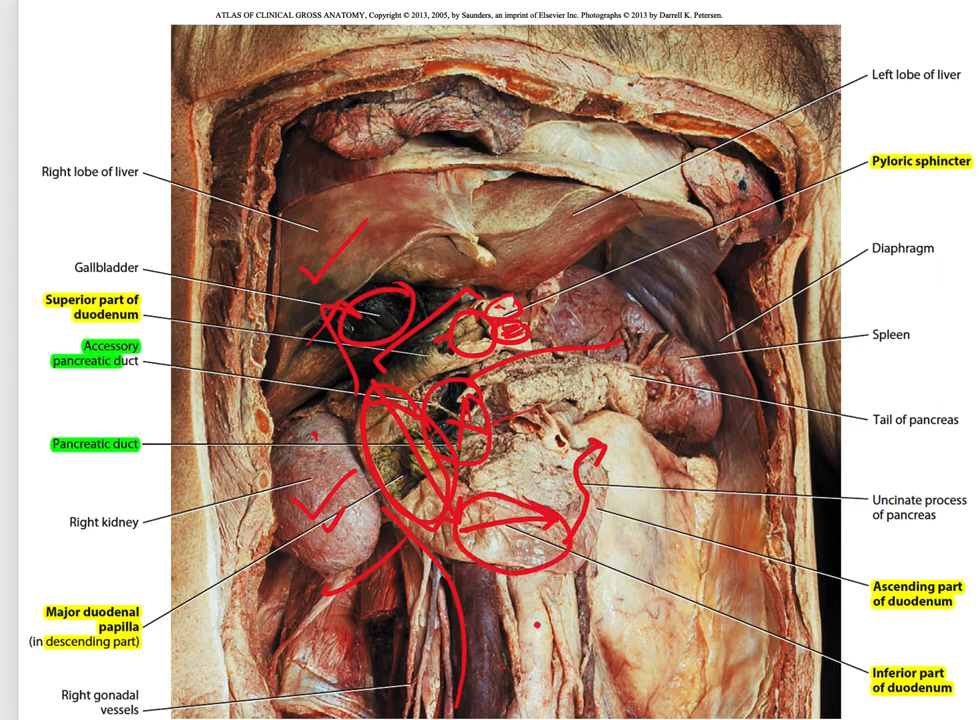 ATLAS OF CLINICAL GROSS ANATOMY, Copyright © 2013, 2005, by Saunders, an imprint of Elsevier Inc. Photographs © 2013 by Darrell K. Petersen.
Right lobe of liver
Gallbladder
Superior part of
duodenum
Accessory
pancreatic duct
Pancreatic duct
Right kidney
Major duodenal
papilla
(in descending part)
Right gonadal
vessels
Left lobe of liver
Pyloric sphincter
Diaphragm
Spleen
Tail of pancreas
Uncinate process
of pancreas
Ascending part
of duodenum
Inferior part
of duodenum